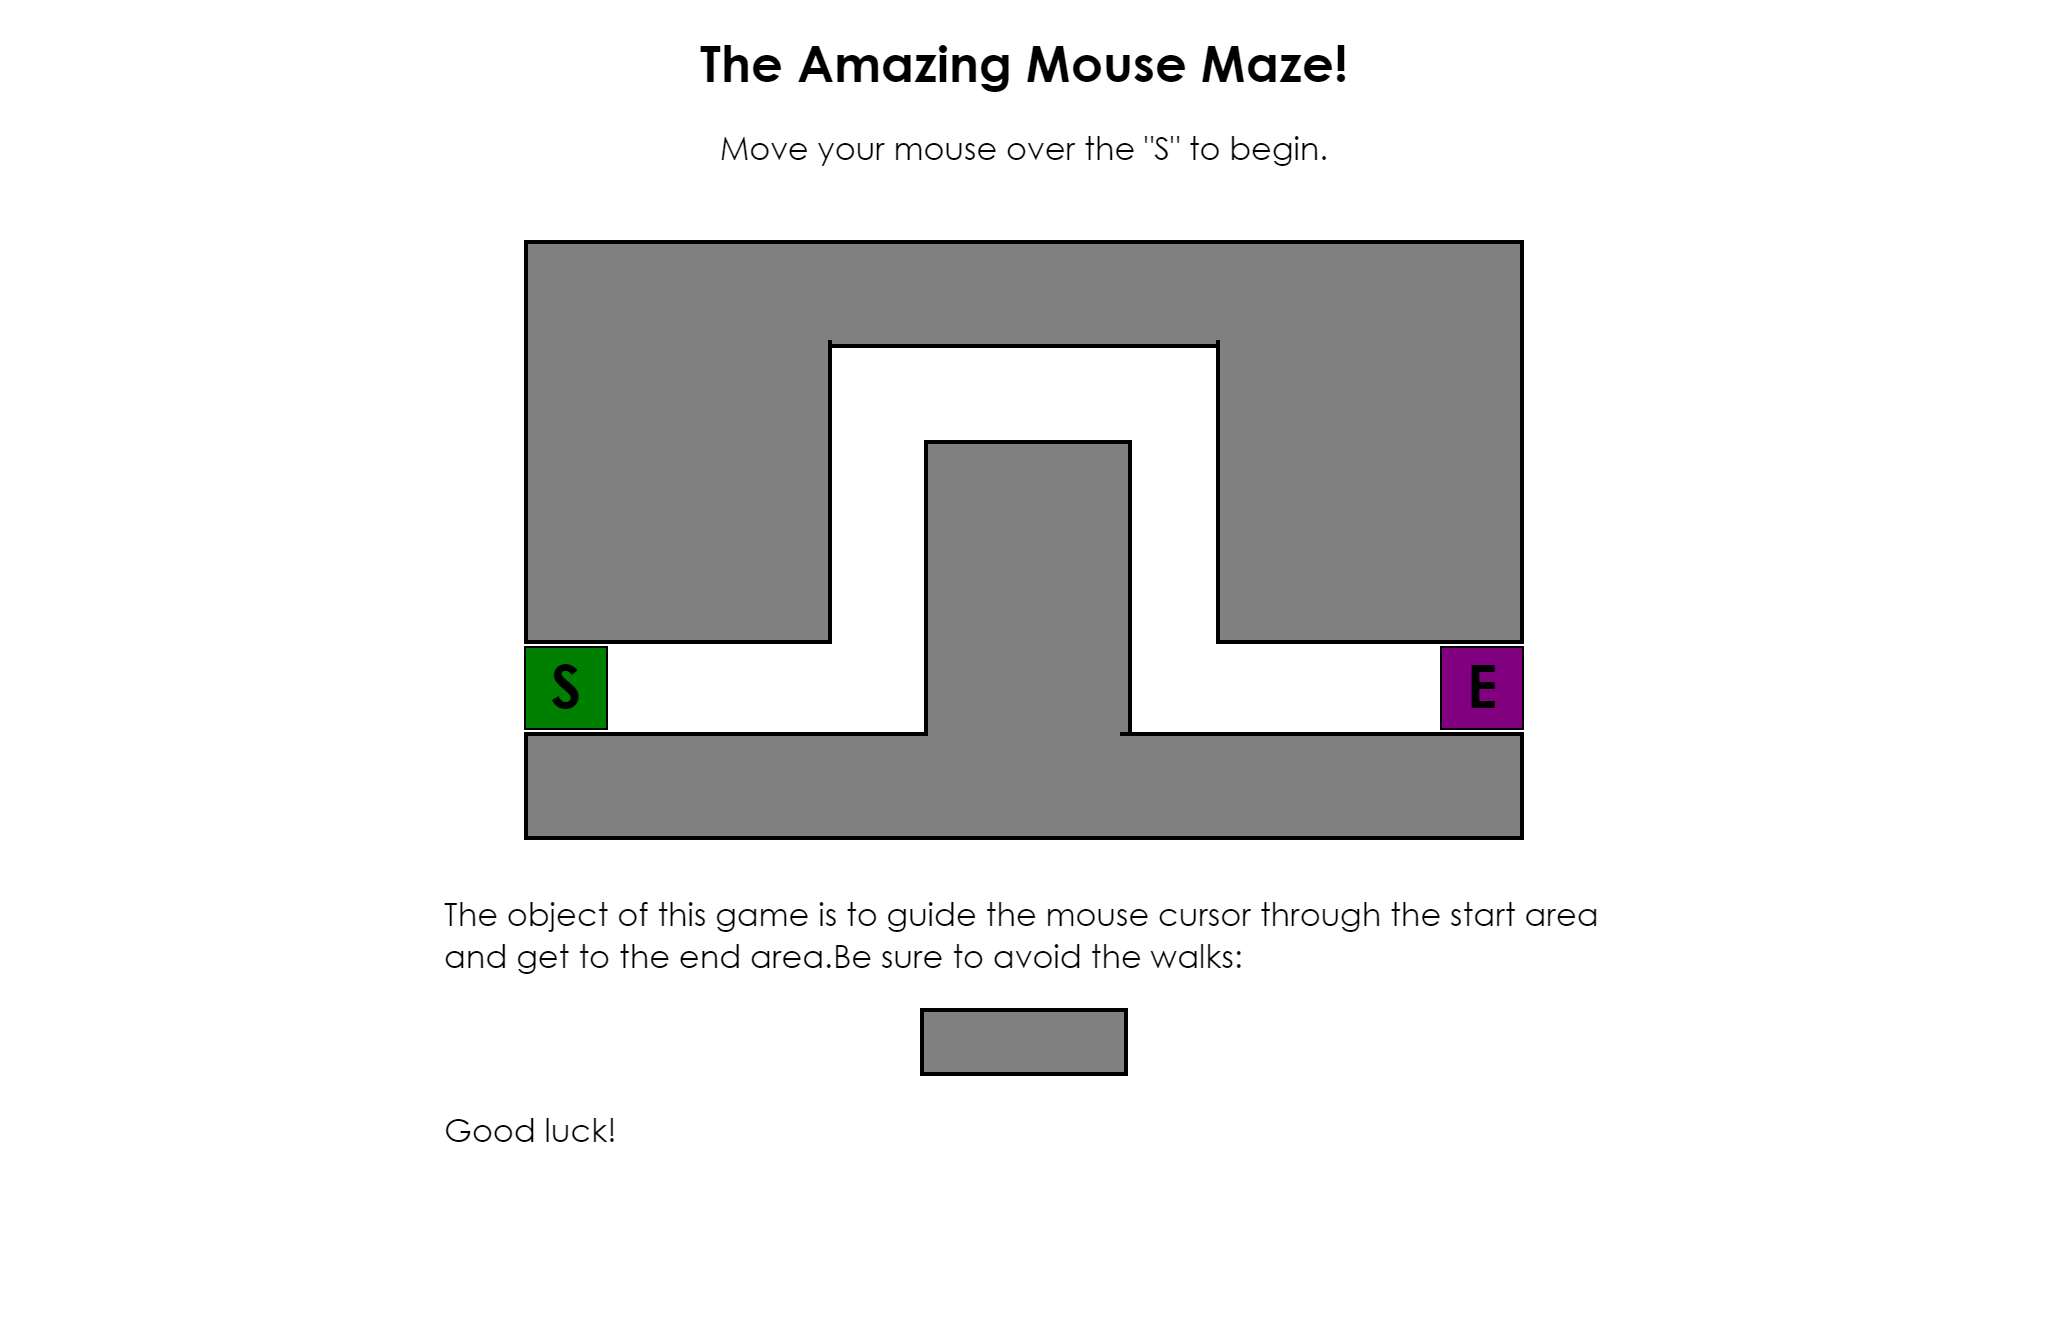 The Amazing Mouse Maze!
Move your mouse over the "S" to begin.
S
E
The object of this game is to guide the mouse cursor through the start area
and get to the end area.Be sure to avoid the walks:
Good luck!